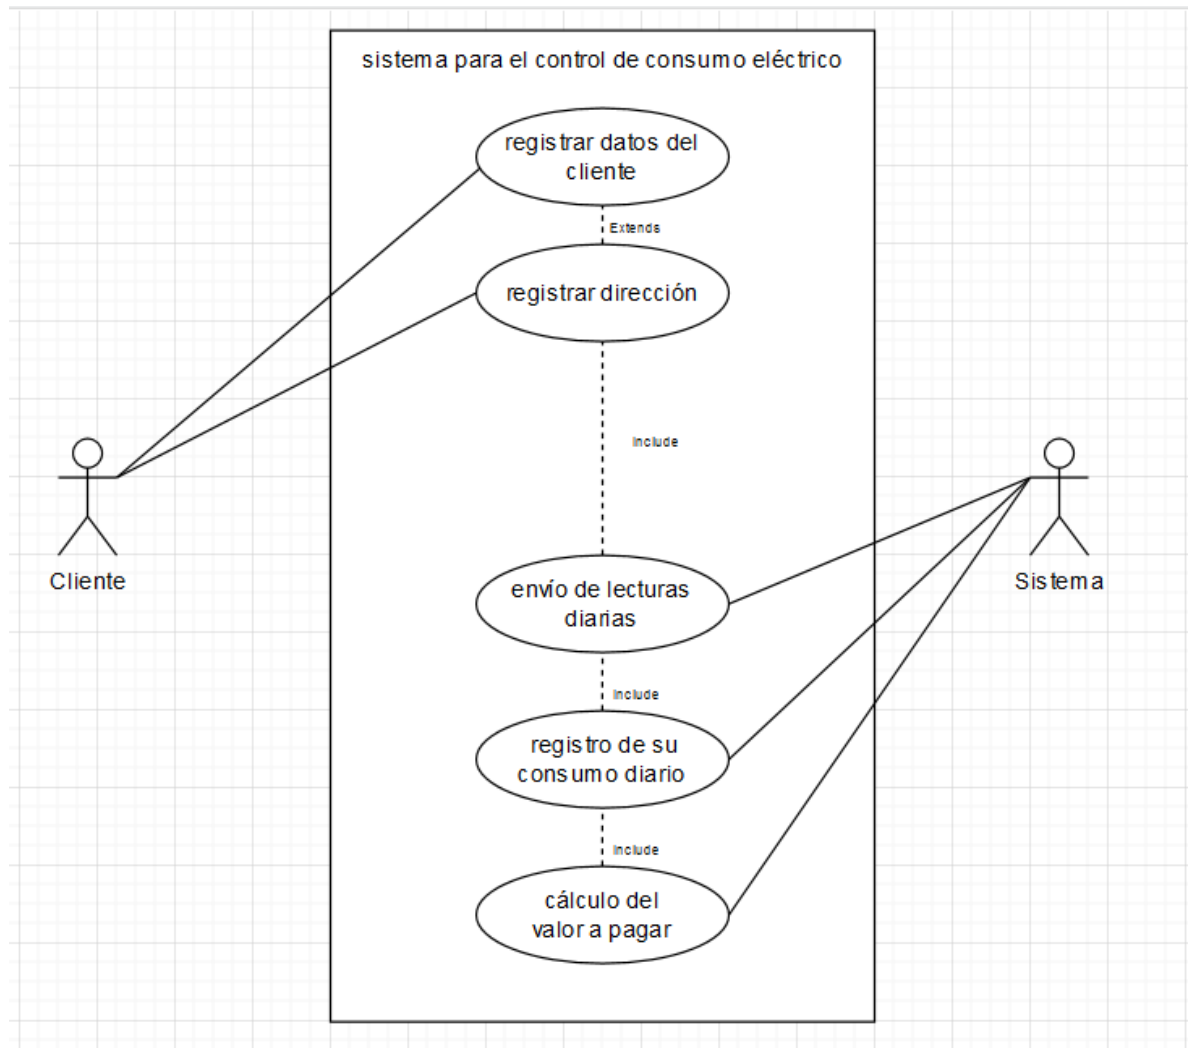 sistema para el control de consumo eléctrico
registrar datos del
cliente
Extends
registrar dirección
Include
Cliente
Sistema
envío de lecturas
diarias
Include
registro de su
consumo diario
Include
cálculo del
valor a pagar